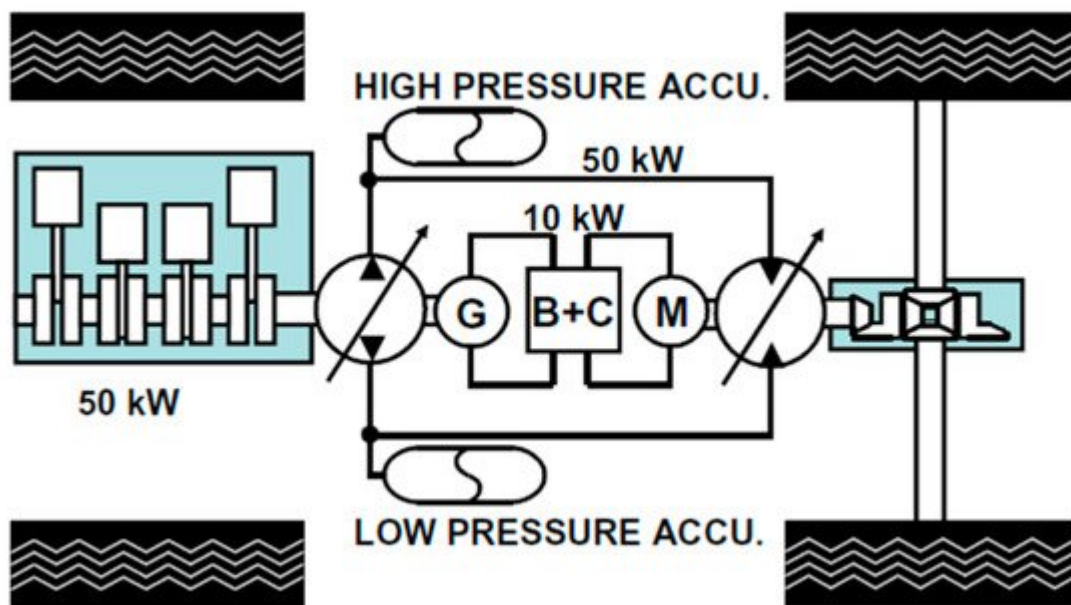 HIGH PRESSURE ACCU.
50 kW
10 kW
G
B+C
M
50 kW
LOW PRESSURE ACCU.